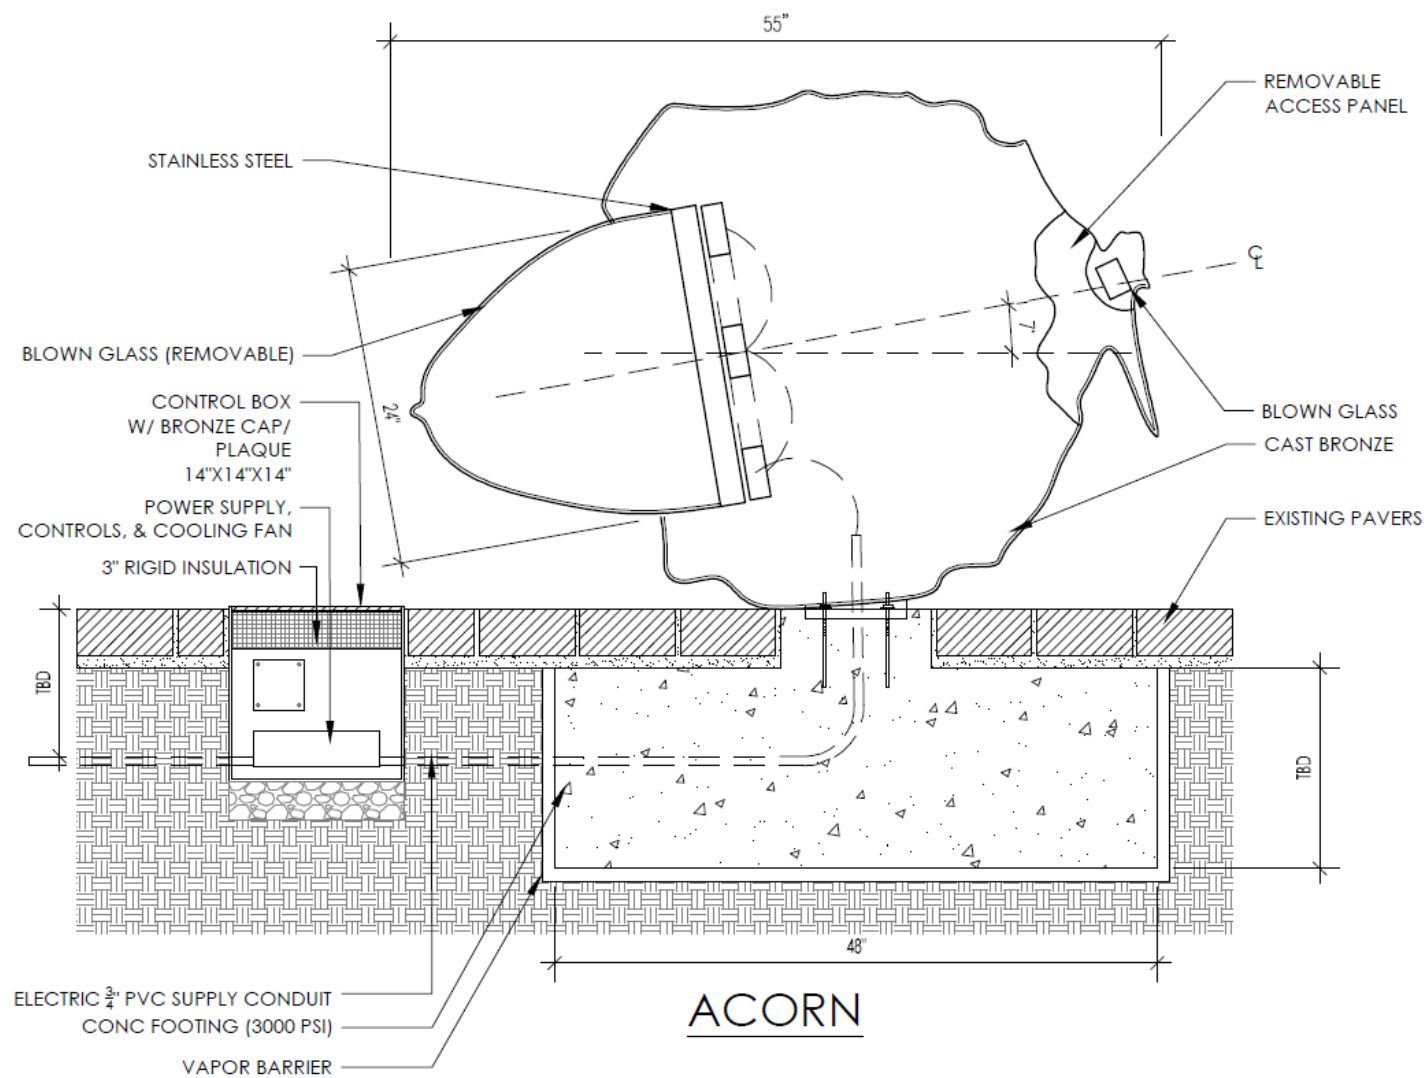 55"
REMOVABLE
ACCESS PANEL
STAINLESS STEEL
℄
7"
BLOWN GLASS (REMOVABLE)
24"
BLOWN GLASS
CONTROL BOX
W/ BRONZE CAP/
PLAQUE
14"X14"X14"
CAST BRONZE
POWER SUPPLY,
CONTROLS, & COOLING FAN
EXISTING PAVERS
3" RIGID INSULATION
TBD
TBD
48"
ELECTRIC ¾" PVC SUPPLY CONDUIT
CONC FOOTING (3000 PSI)
VAPOR BARRIER
ACORN